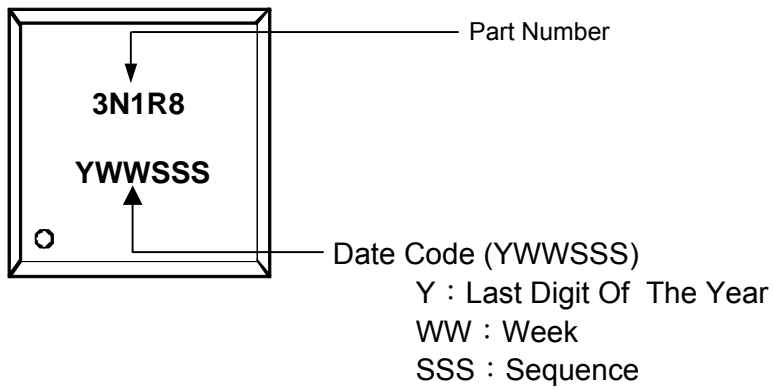 Part Number
3N1R8
YWWSSS
Date Code (YWWSSS)
Y：Last Digit Of The Year
WW：Week
SSS：Sequence